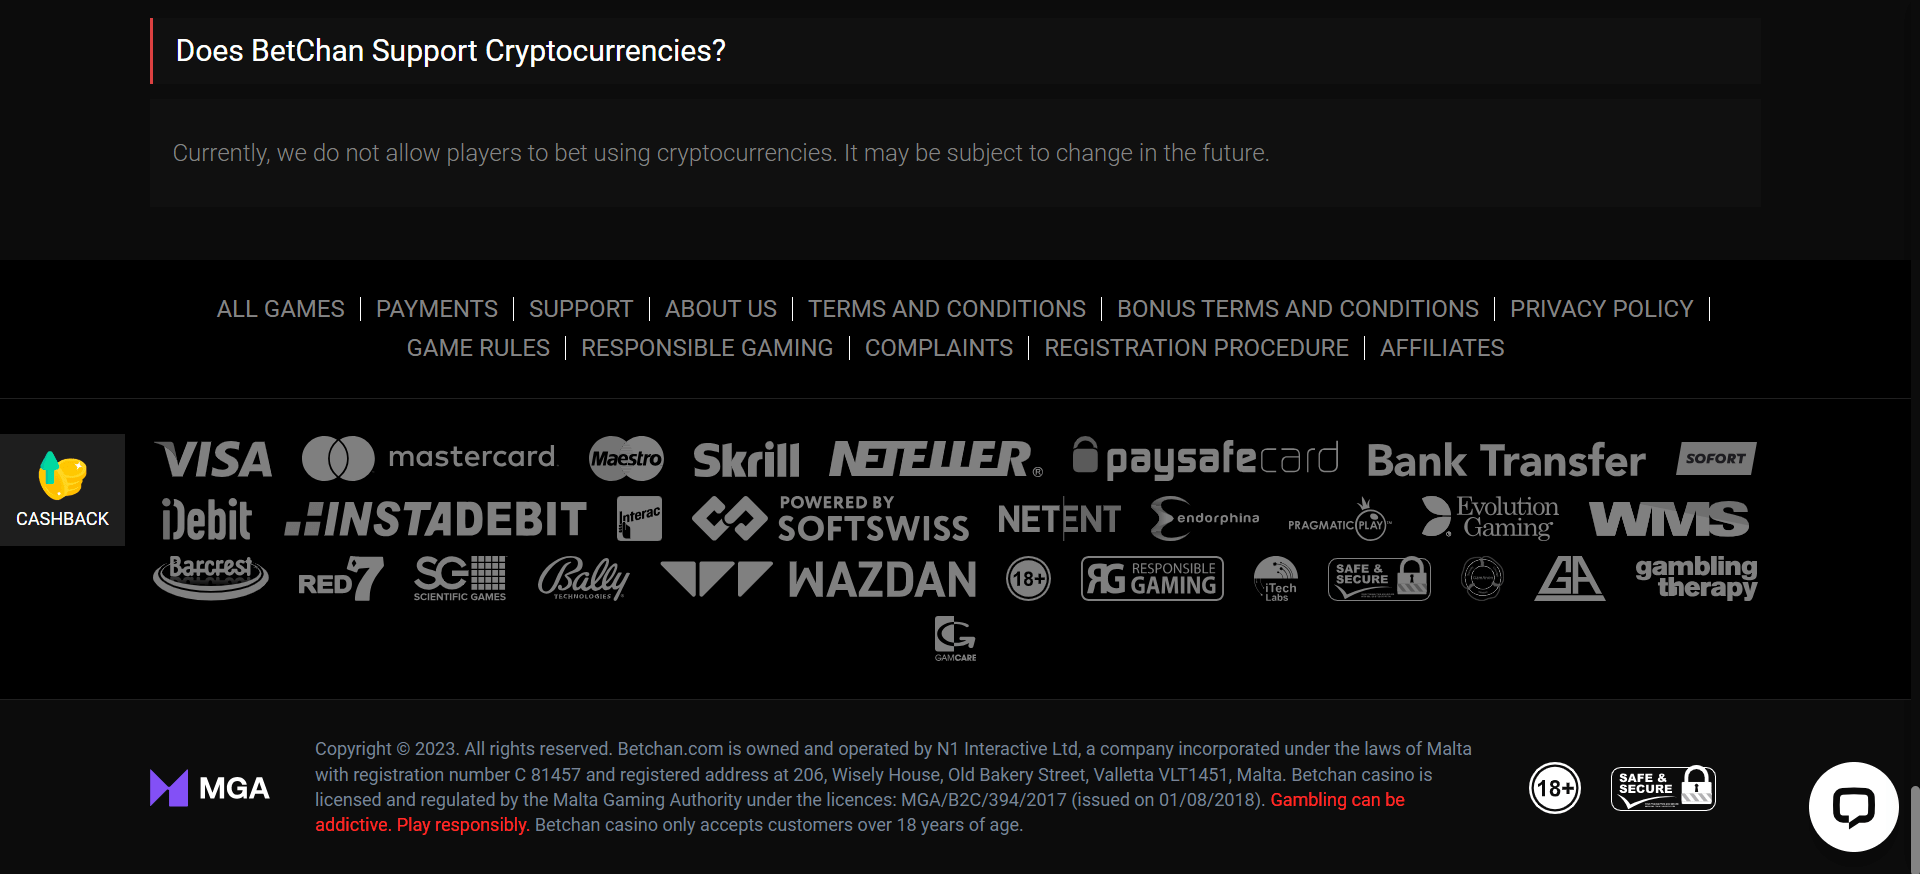 Does BetChan Support Cryptocurrencies?
Currently, we do not allow players to bet using cryptocurrencies. It may be subject to change in the future.
ALL GAMES | PAYMENTS | SUPPORT | ABOUT US | TERMS AND CONDITIONS | BONUS TERMS AND CONDITIONS | PRIVACY POLICY |
GAME RULES | RESPONSIBLE GAMING | COMPLAINTS | REGISTRATION PROCEDURE | AFFILIATES
CASHBACK
VISA mastercard Maestro Skrill NETELLER® paysafecard Bank Transfer SOFORT
iDebit INSTADEBIT Interac POWERED BY SOFTSWISS NETENT endorphina PRAGMATIC PLAY™ Evolution Gaming® WMS
Barcrest RED7 SG SCIENTIFIC GAMES Bally TECHNOLOGIES® WAZDAN 18+ RG RESPONSIBLE GAMING iTech Labs SAFE & SECURE GA gambling therapy
G GAMCARE
MGA
Copyright © 2023. All rights reserved. Betchan.com is owned and operated by N1 Interactive Ltd, a company incorporated under the laws of Malta
with registration number C 81457 and registered address at 206, Wisely House, Old Bakery Street, Valletta VLT1451, Malta. Betchan casino is
licensed and regulated by the Malta Gaming Authority under the licences: MGA/B2C/394/2017 (issued on 01/08/2018). Gambling can be
addictive. Play responsibly. Betchan casino only accepts customers over 18 years of age.
18+
SAFE & SECURE